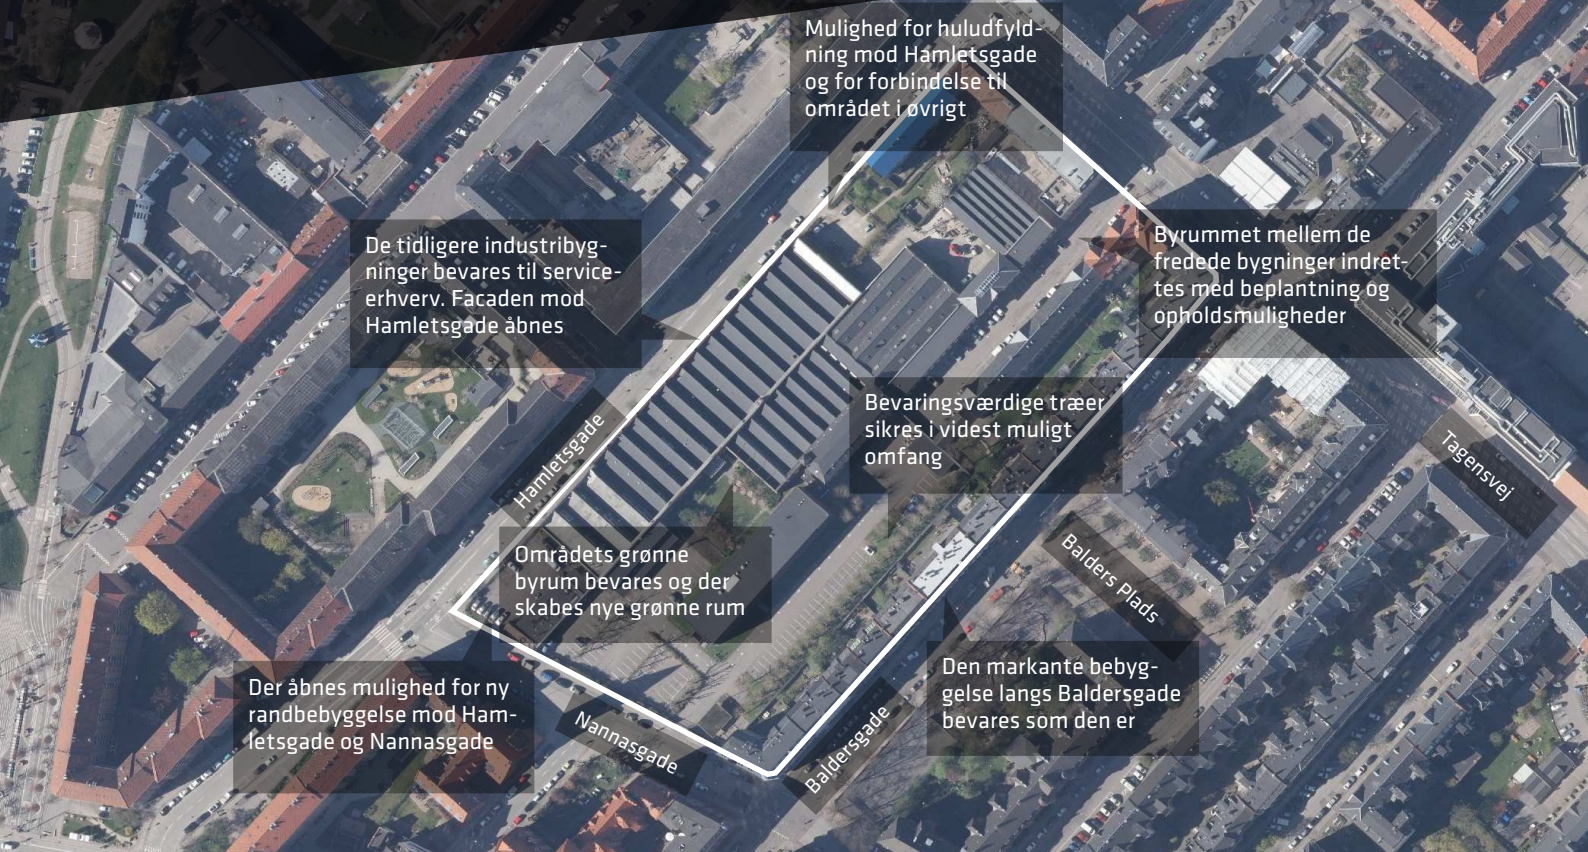 Mulighed for huludfyld-
ning mod Hamletsgade
og for forbindelse til
området i øvrigt
De tidligere industribyg-
ninger bevares til service-
erhverv. Facaden mod
Hamletsgade åbnes
Byrummet mellem de
fredede bygninger indret-
tes med beplantning og
opholdsmuligheder
Bevaringsværdige træer
sikres i videst muligt
omfang
Hamletsgade
Tagensvej
Områdets grønne
byrum bevares og der
skabes nye grønne rum
Balders Plads
Der åbnes mulighed for ny
randbebyggelse mod Ham-
letsgade og Nannasgade
Den markante bebyg-
gelse langs Baldersgade
bevares som den er
Nannasgade
Baldersgade